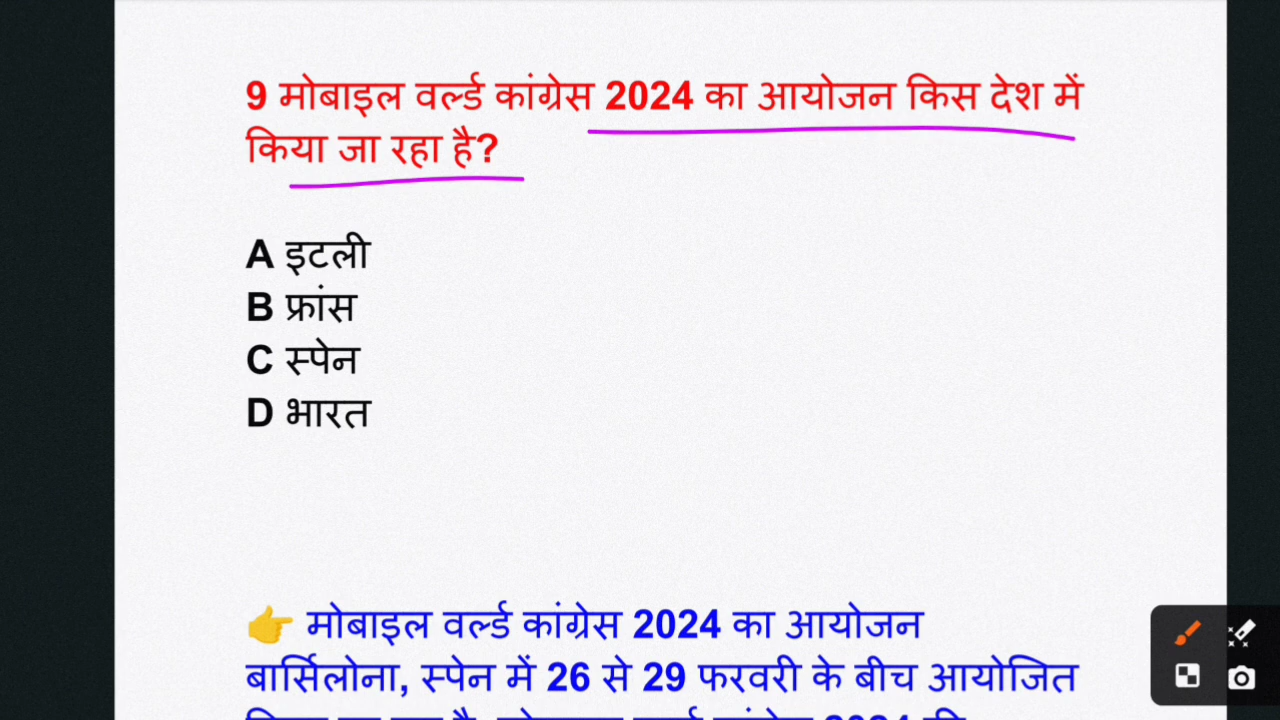 9 मोबाइल वर्ल्ड कांग्रेस 2024 का आयोजन किस देश में
किया जा रहा है?
A इटली
B फ्रांस
C स्पेन
D भारत
👉 मोबाइल वर्ल्ड कांग्रेस 2024 का आयोजन
बार्सिलोना, स्पेन में 26 से 29 फरवरी के बीच आयोजित